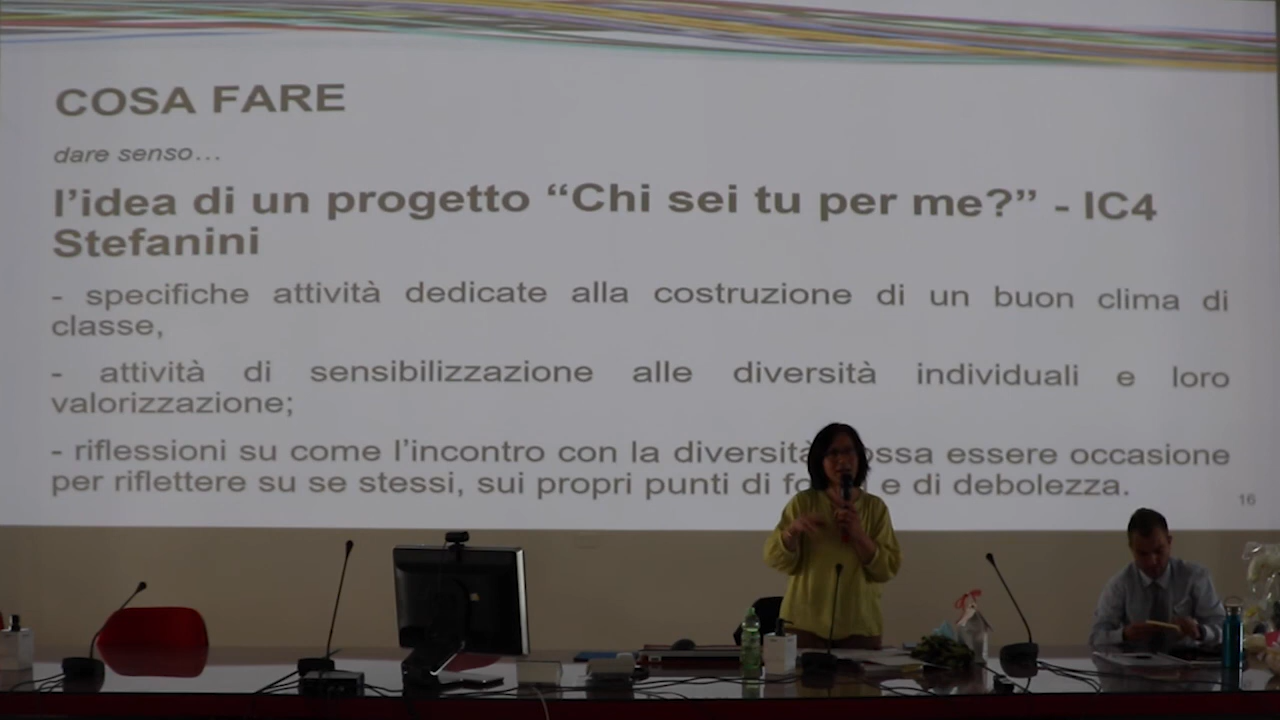 COSA FARE
dare senso...
l'idea di un progetto “Chi sei tu per me?” - IC4
Stefanini
- specifiche attività dedicate alla costruzione di un buon clima di
classe,
- attività di sensibilizzazione alle diversità individuali e loro
valorizzazione;
- riflessioni su come l'incontro con la diversità essere occasione
per riflettere su se stessi, sui propri punti di e di debolezza.
16